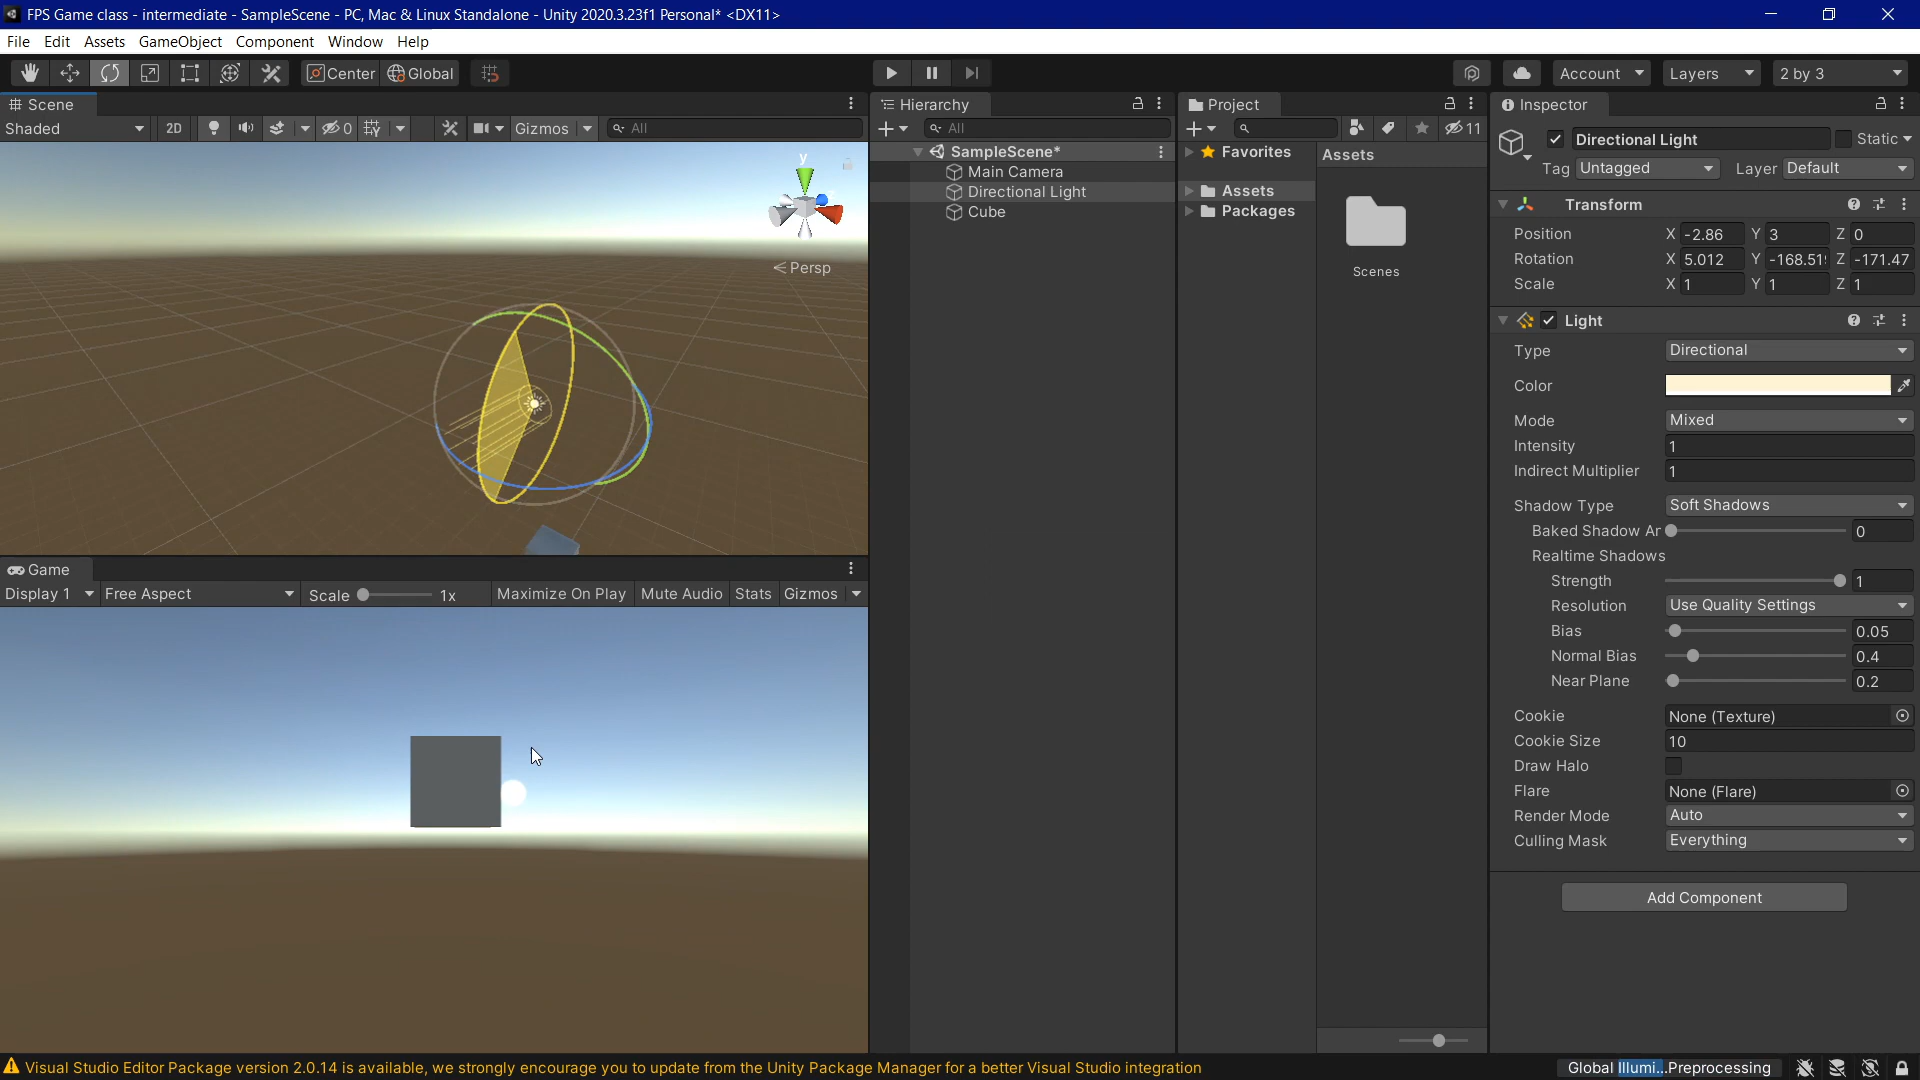 FPS Game class - intermediate - SampleScene - PC, Mac & Linux Standalone - Unity 2020.3.23f1 Personal* <DX11>
File Edit Assets GameObject Component Window Help
Center Global Account Layers 2 by 3
Scene
Shaded 2D 0 Gizmos All
y
Persp
Game
Display 1 Free Aspect Scale 1x Maximize On Play Mute Audio Stats Gizmos
Hierarchy
All
SampleScene*
Main Camera
Directional Light
Cube
Project
11
Favorites
Assets
Packages
Assets
Scenes
Inspector
Directional Light Static
Tag Untagged Layer Default
Transform
Position X -2.86 Y 3 Z 0
Rotation X 5.012 Y -168.51 Z -171.47
Scale X 1 Y 1 Z 1
Light
Type Directional
Color
Mode Mixed
Intensity 1
Indirect Multiplier 1
Shadow Type Soft Shadows
Baked Shadow Ar 0
Realtime Shadows
Strength 1
Resolution Use Quality Settings
Bias 0.05
Normal Bias 0.4
Near Plane 0.2
Cookie None (Texture)
Cookie Size 10
Draw Halo
Flare None (Flare)
Render Mode Auto
Culling Mask Everything
Add Component
Visual Studio Editor Package version 2.0.14 is available, we strongly encourage you to update from the Unity Package Manager for a better Visual Studio integration
Global Illumi...Preprocessing